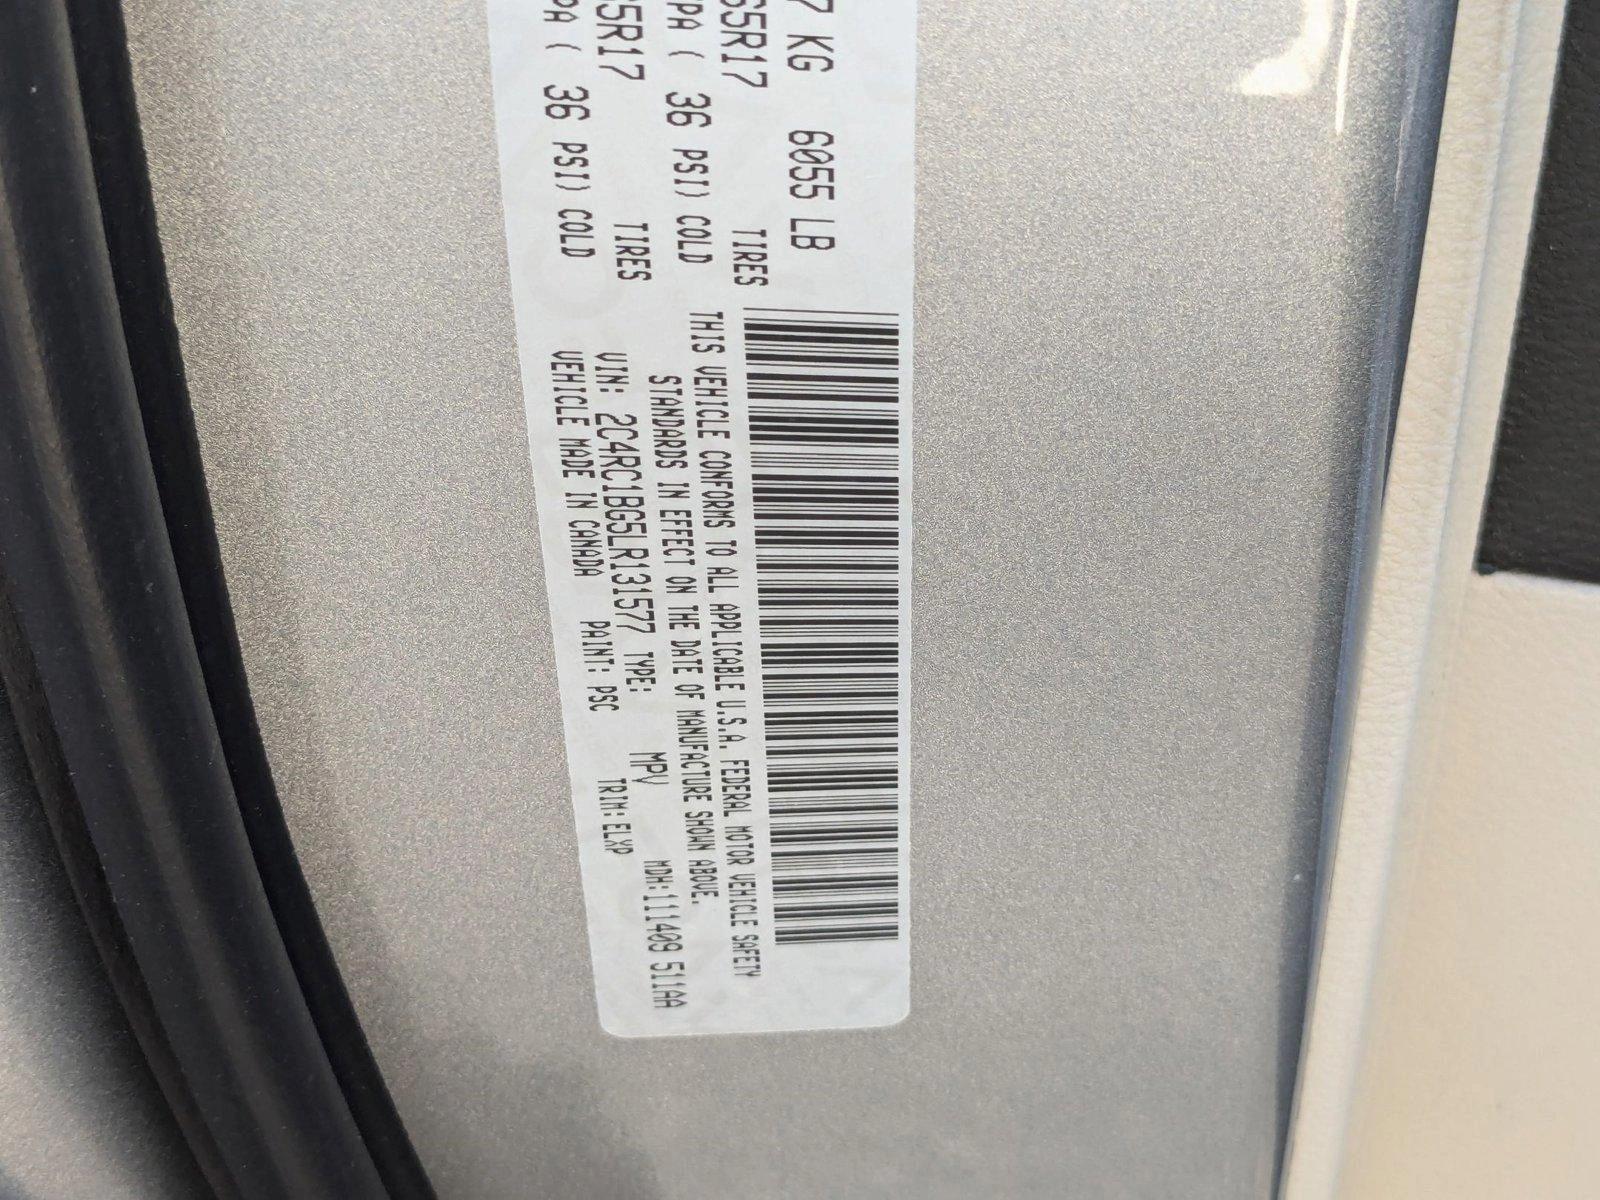 7 KG 6055 LB
TIRES
65R17
PA ( 36 PSI) COLD
TIRES
65R17
PA ( 36 PSI) COLD
THIS VEHICLE CONFORMS TO ALL APPLICABLE U.S.A. FEDERAL MOTOR VEHICLE SAFETY
STANDARDS IN EFFECT ON THE DATE OF MANUFACTURE SHOWN ABOVE.
MDH:111409 511AA
VIN: 2C4RC1BG5LR131577 TYPE: MPV
VEHICLE MADE IN CANADA PAINT: PSC TRIM:ELXP